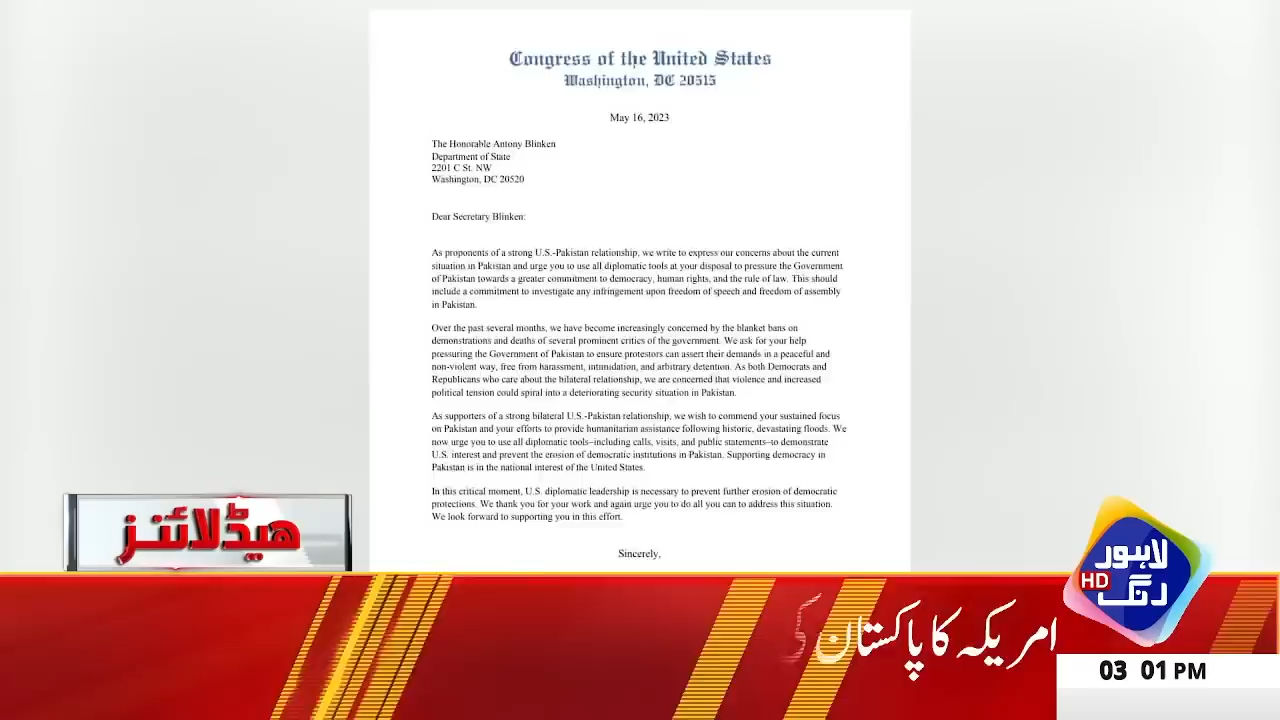 Congress of the United States
Washington, DC 20515
May 16, 2023
The Honorable Antony Blinken
Department of State
2201 C St. NW
Washington, DC 20520
Dear Secretary Blinken:
As proponents of a strong U.S.-Pakistan relationship, we write to express our concerns about the current
situation in Pakistan and urge you to use all diplomatic tools at your disposal to pressure the Government
of Pakistan towards a greater commitment to democracy, human rights, and the rule of law. This should
include a commitment to investigate any infringement upon freedom of speech and freedom of assembly
in Pakistan.
Over the past several months, we have become increasingly concerned by the blanket bans on
demonstrations and deaths of several prominent critics of the government. We ask for your help
pressuring the Government of Pakistan to ensure protestors can assert their demands in a peaceful and
non-violent way, free from harassment, intimidation, and arbitrary detention. As both Democrats and
Republicans who care about the bilateral relationship, we are concerned that violence and increased
political tension could spiral into a deteriorating security situation in Pakistan.
As supporters of a strong bilateral U.S.-Pakistan relationship, we wish to commend your sustained focus
on Pakistan and your efforts to provide humanitarian assistance following historic, devastating floods. We
now urge you to use all diplomatic tools–including calls, visits, and public statements–to demonstrate
U.S. interest and prevent the erosion of democratic institutions in Pakistan. Supporting democracy in
Pakistan is in the national interest of the United States.
In this critical moment, U.S. diplomatic leadership is necessary to prevent further erosion of democratic
protections. We thank you for your work and again urge you to do all you can to address this situation.
We look forward to supporting you in this effort.
Sincerely,
ہیڈلائنز
لاہور
HD رنگ
امریکہ کا پاکستان کی
03 01 PM